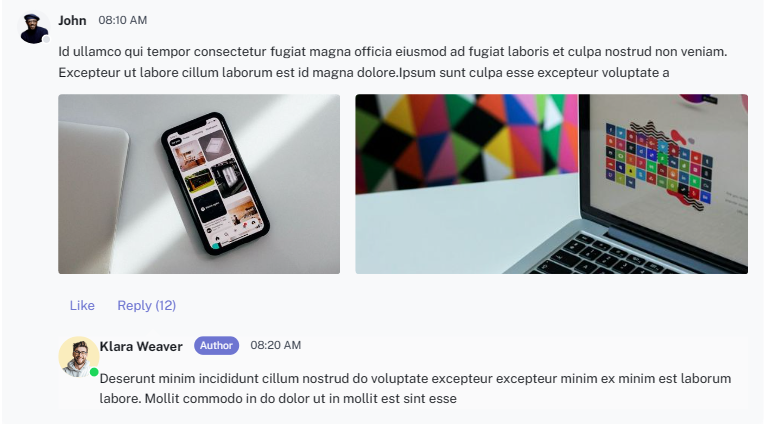 John 08:10 AM
Id ullamco qui tempor consectetur fugiat magna officia eiusmod ad fugiat laboris et culpa nostrud non veniam.
Excepteur ut labore cillum laborum est id magna dolore.Ipsum sunt culpa esse excepteur voluptate a
Like Reply (12)
Klara Weaver Author 08:20 AM
Deserunt minim incididunt cillum nostrud do voluptate excepteur excepteur minim ex minim est laborum
labore. Mollit commodo in do dolor ut in mollit est sint esse